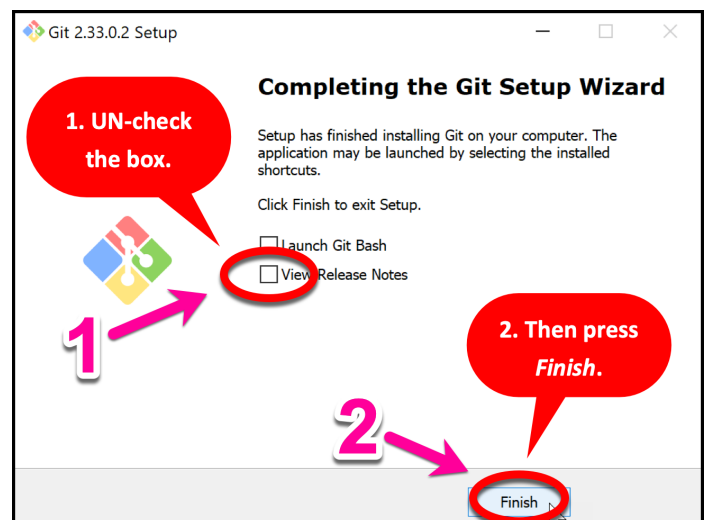 Git 2.33.0.2 Setup
Completing the Git Setup Wizard
1. UN-check
the box.
Setup has finished installing Git on your computer. The
application may be launched by selecting the installed
shortcuts.
Click Finish to exit Setup.
Launch Git Bash
View Release Notes
1
2. Then press
Finish.
2
Finish